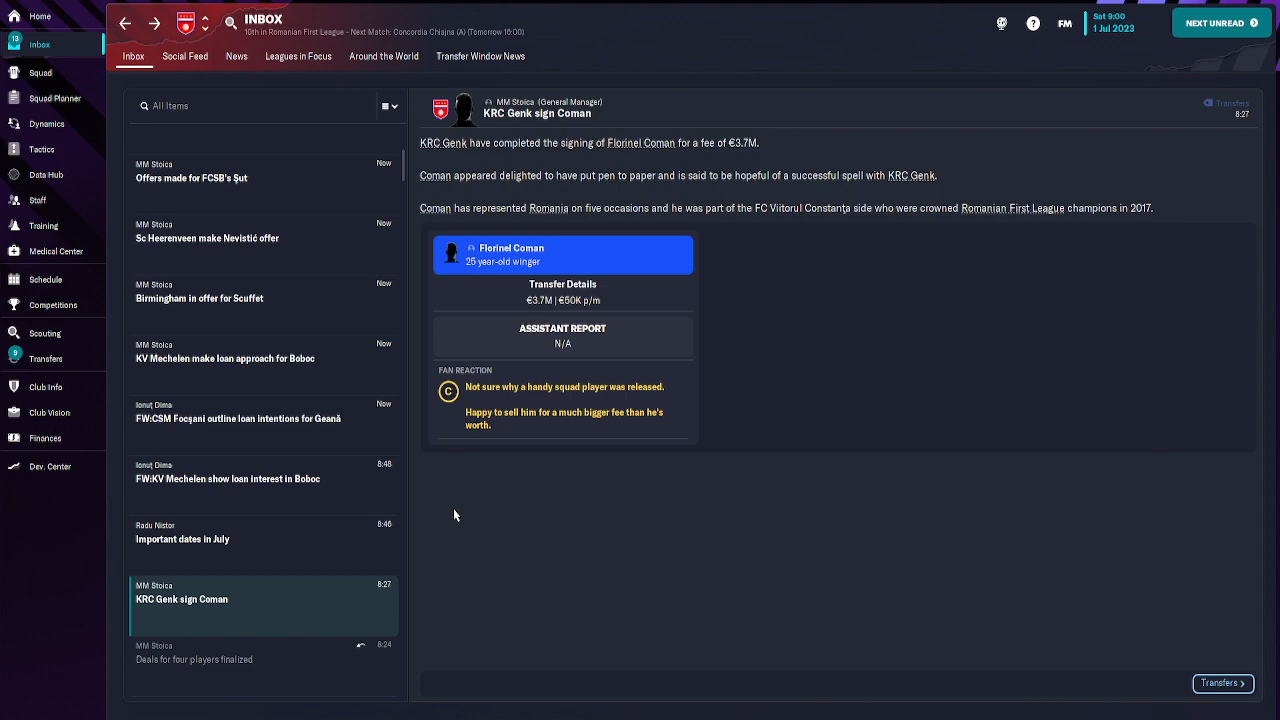 Home
13
Inbox
Squad
Squad Planner
Dynamics
Tactics
Data Hub
Staff
Training
Medical Center
Schedule
Competitions
Scouting
9
Transfers
Club Info
Club Vision
Finances
Dev. Center
INBOX
10th in Romanian First League - Next Match: Concordia Chiajna (A) (Tomorrow 16:00)
?
FM
Sat 9:00
1 Jul 2023
NEXT UNREAD
Inbox
Social Feed
News
Leagues in Focus
Around the World
Transfer Window News
All Items
MM Stoica
Now
Offers made for FCSB's Șut
MM Stoica
Now
Sc Heerenveen make Nevistić offer
MM Stoica
Now
Birmingham in offer for Scuffet
MM Stoica
Now
KV Mechelen make loan approach for Boboc
Ionuț Dima
Now
FW:CSM Focșani outline loan intentions for Geană
Ionuț Dima
8:48
FW:KV Mechelen show loan interest in Boboc
Radu Nistor
8:46
Important dates in July
MM Stoica
8:27
KRC Genk sign Coman
MM Stoica
8:24
Deals for four players finalized
MM Stoica (General Manager)
KRC Genk sign Coman
Transfers
8:27
KRC Genk have completed the signing of Florinel Coman for a fee of €3.7M.
Coman appeared delighted to have put pen to paper and is said to be hopeful of a successful spell with KRC Genk.
Coman has represented Romania on five occasions and he was part of the FC Viitorul Constanța side who were crowned Romanian First League champions in 2017.
Florinel Coman
25 year-old winger
Transfer Details
€3.7M | €50K p/m
ASSISTANT REPORT
N/A
FAN REACTION
C
Not sure why a handy squad player was released.
Happy to sell him for a much bigger fee than he's
worth.
Transfers